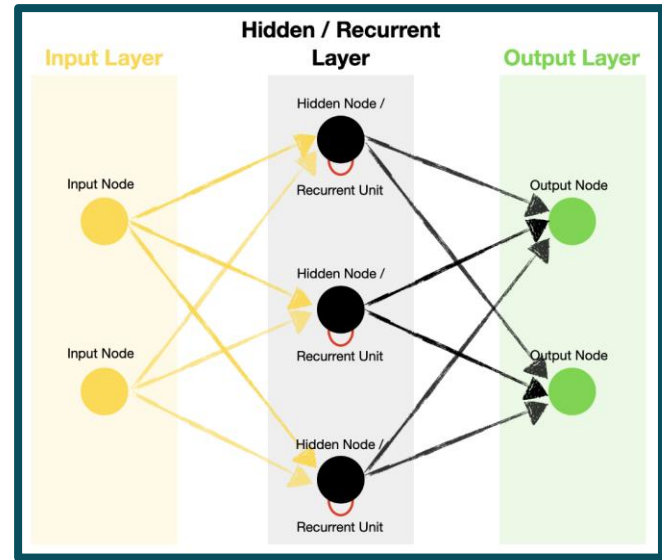 Hidden / Recurrent
Layer
Input Layer
Output Layer
Hidden Node /
Recurrent Unit
Input Node
Output Node
Hidden Node /
Recurrent Unit
Input Node
Output Node
Hidden Node /
Recurrent Unit